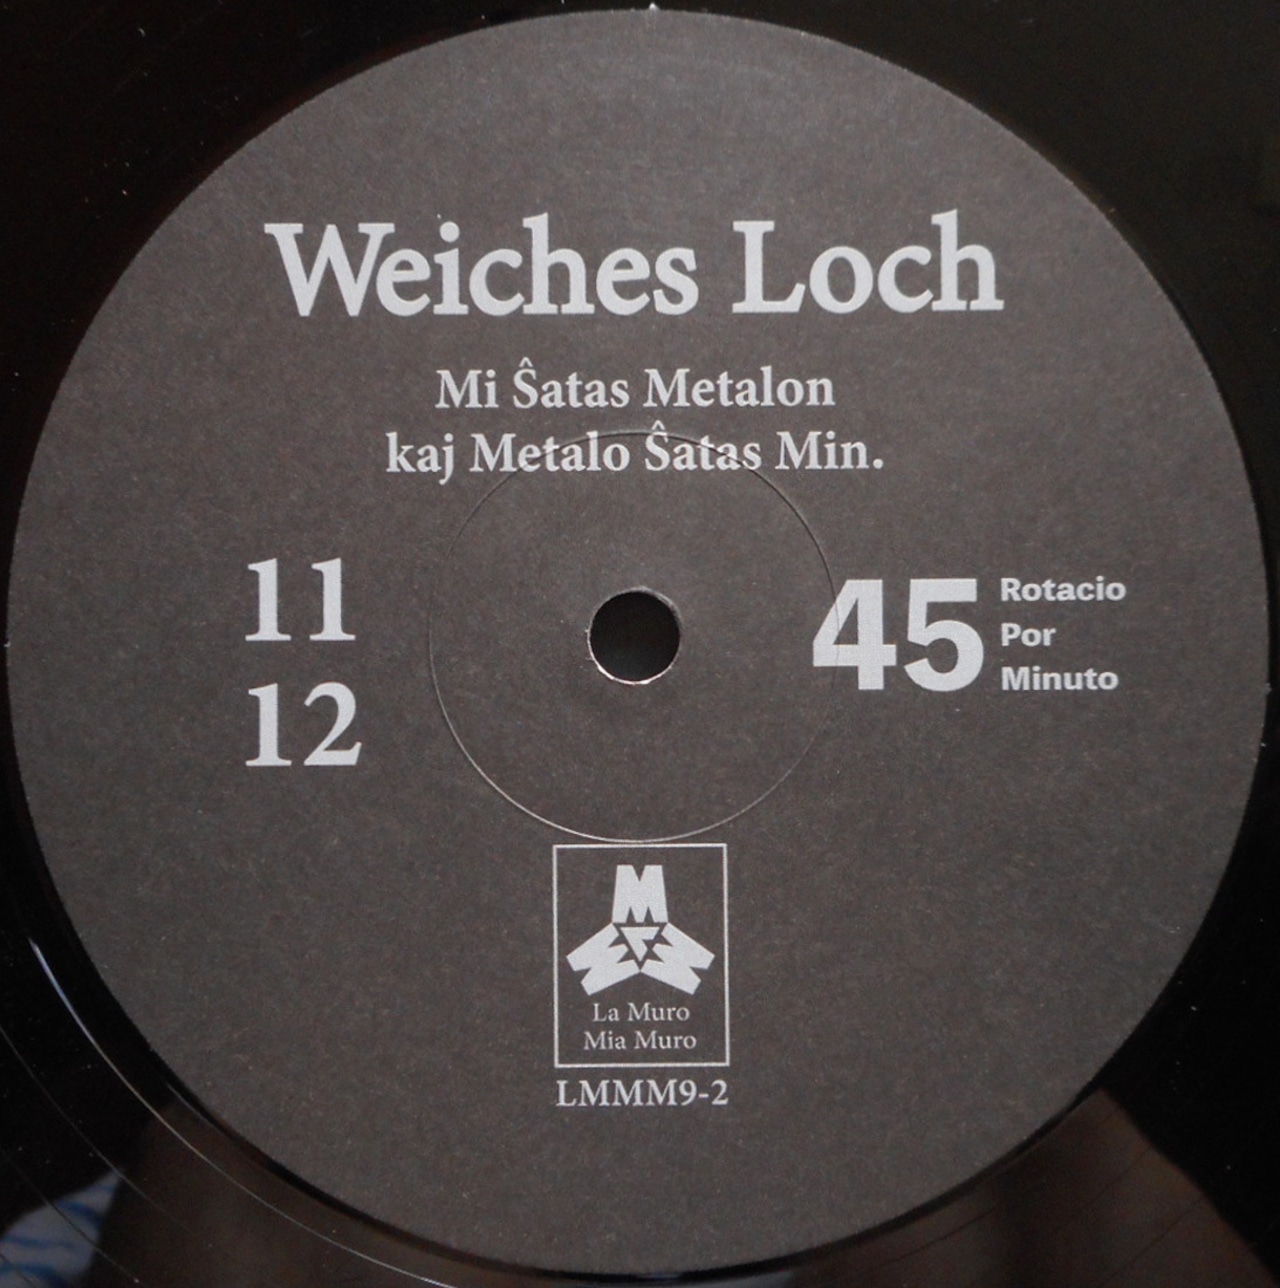 Weiches Loch
Mi Ŝatas Metalon
kaj Metalo Ŝatas Min.
11
12
45
Rotacio
Por
Minuto
La Muro
Mia Muro
LMMM9-2